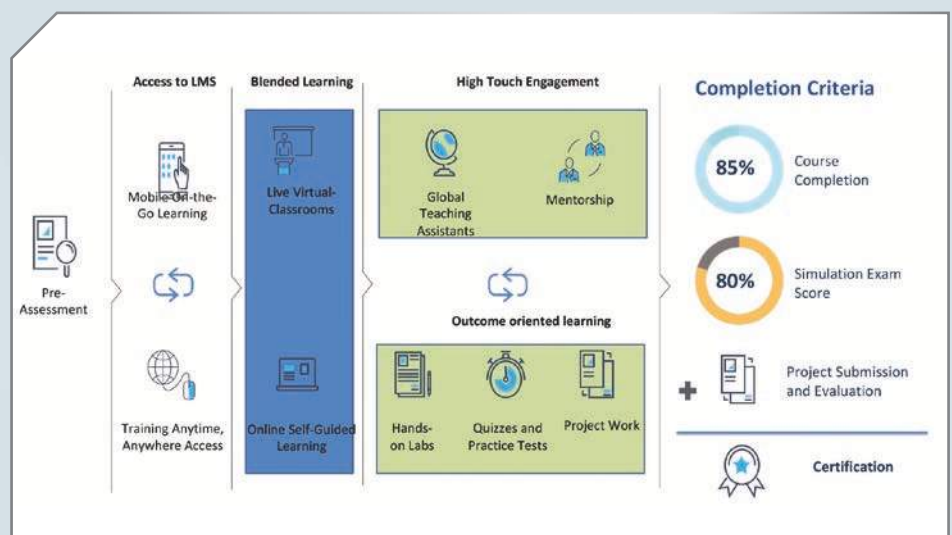 Pre-
Assessment
Access to LMS
Mobile On-the-
Go Learning
Training Anytime,
Anywhere Access
Blended Learning
Live Virtual-
Classrooms
Online Self-Guided
Learning
High Touch Engagement
Global
Teaching
Assistants
Mentorship
Outcome oriented learning
Hands-
on Labs
Quizzes and
Practice Tests
Project Work
Completion Criteria
85%
Course
Completion
80%
Simulation Exam
Score
+
Project Submission
and Evaluation
Certification